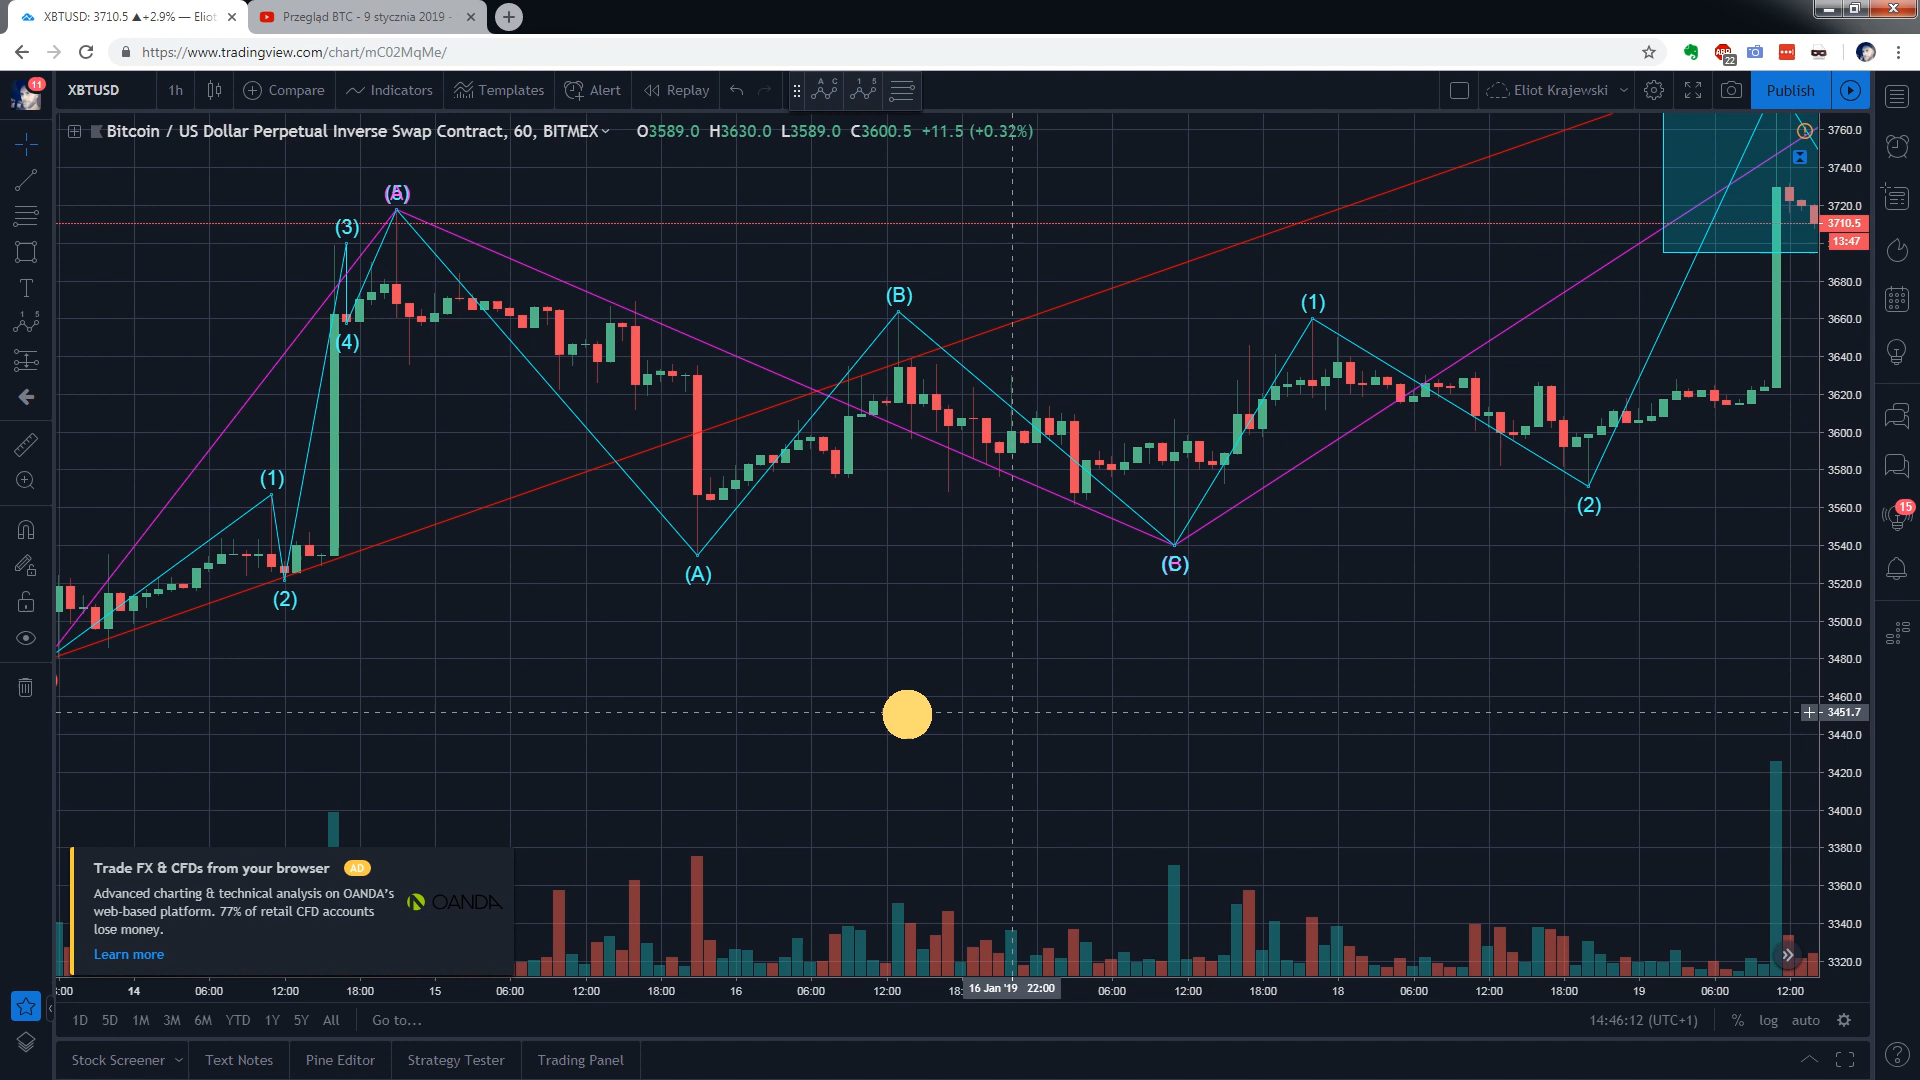 XBTUSD: 3710.5 ▲+2.9% — Eliot
Przegląd BTC - 9 stycznia 2019 -
https://www.tradingview.com/chart/mC02MqMe/
22
11
XBTUSD 1h Compare Indicators Templates Alert Replay
Eliot Krajewski Publish
Bitcoin / US Dollar Perpetual Inverse Swap Contract, 60, BITMEX
O3589.0 H3630.0 L3589.0 C3600.5 +11.5 (+0.32%)
(3)
(4)
(1)
(2)
(A)
(B)
(1)
(2)
3760.0
3740.0
3720.0
3710.5
13:47
3680.0
3660.0
3640.0
3620.0
3600.0
3580.0
3560.0
3540.0
3520.0
3500.0
3480.0
3460.0
3451.7
3440.0
3420.0
3400.0
3380.0
3360.0
3340.0
3320.0
15
Trade FX & CFDs from your browser AD
Advanced charting & technical analysis on OANDA's
web-based platform. 77% of retail CFD accounts
lose money.
Learn more
OANDA
:00 14 06:00 12:00 18:00 15 06:00 12:00 18:00 16 06:00 12:00 18: 16 Jan '19 22:00 06:00 12:00 18:00 18 06:00 12:00 18:00 19 06:00 12:00
1D 5D 1M 3M 6M YTD 1Y 5Y All Go to...
14:46:12 (UTC+1) % log auto
Stock Screener Text Notes Pine Editor Strategy Tester Trading Panel